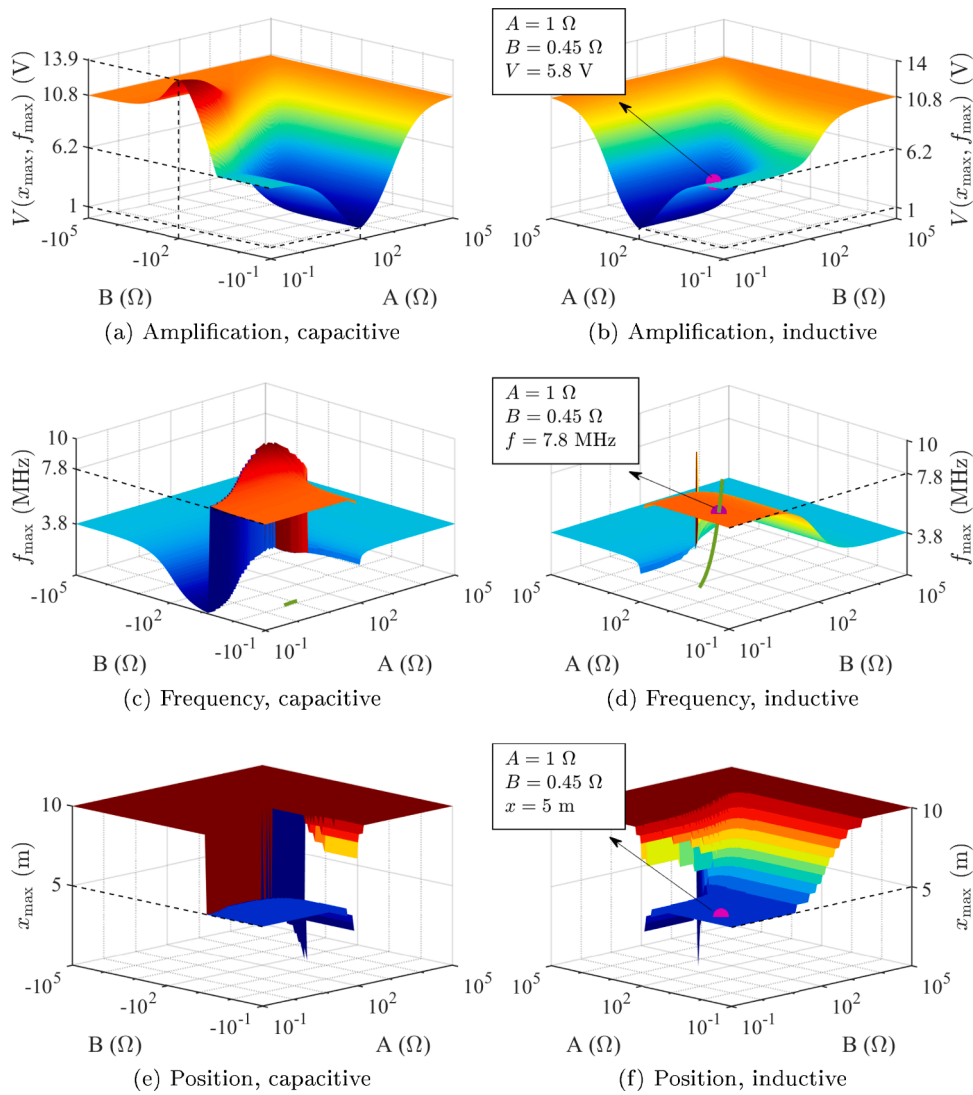 13.9
10.8
6.2
1
V(x_max, f_max) (V)
-10^5
-10^2
-10^-1
B (Ω)
10^-1
10^2
10^5
A (Ω)
(a) Amplification, capacitive
A = 1 Ω
B = 0.45 Ω
V = 5.8 V
14
10.8
6.2
1
V(x_max, f_max) (V)
10^5
10^2
10^-1
A (Ω)
10^-1
10^2
10^5
B (Ω)
(b) Amplification, inductive
10
7.8
3.8
f_max (MHz)
-10^5
-10^2
-10^-1
B (Ω)
10^-1
10^2
10^5
A (Ω)
(c) Frequency, capacitive
A = 1 Ω
B = 0.45 Ω
f = 7.8 MHz
10
7.8
3.8
f_max (MHz)
10^5
10^2
10^-1
A (Ω)
10^-1
10^2
10^5
B (Ω)
(d) Frequency, inductive
10
5
x_max (m)
-10^5
-10^2
-10^-1
B (Ω)
10^-1
10^2
10^5
A (Ω)
(e) Position, capacitive
A = 1 Ω
B = 0.45 Ω
x = 5 m
10
5
x_max (m)
10^5
10^2
10^-1
A (Ω)
10^-1
10^2
10^5
B (Ω)
(f) Position, inductive